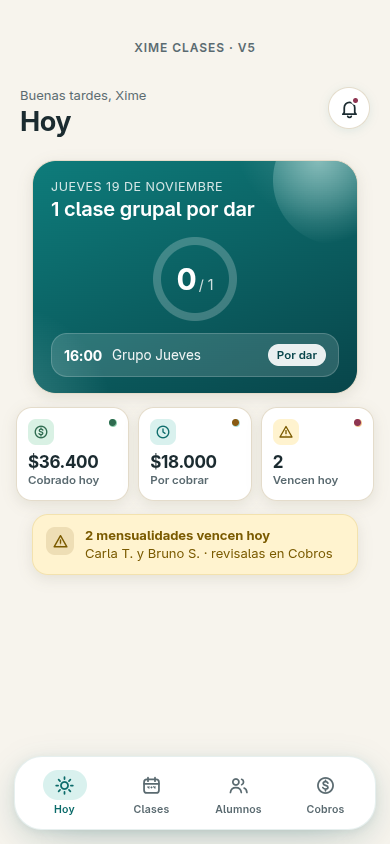 XIME CLASES · V5
Buenas tardes, Xime
Hoy
JUEVES 19 DE NOVIEMBRE
1 clase grupal por dar
0 / 1
16:00 Grupo Jueves Por dar
$36.400
Cobrado hoy
$18.000
Por cobrar
2
Vencen hoy
2 mensualidades vencen hoy
Carla T. y Bruno S. · revisalas en Cobros
Hoy
Clases
Alumnos
Cobros